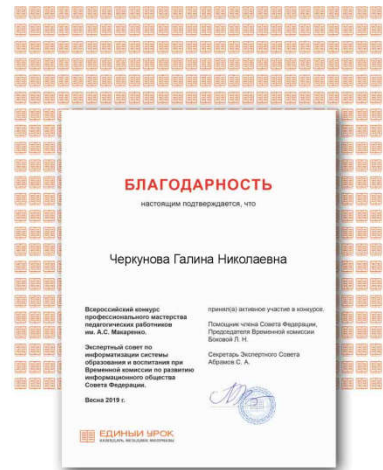 БЛАГОДАРНОСТЬ
настоящим подтверждается, что
Черкунова Галина Николаевна
Всероссийский конкурс
профессионального мастерства
педагогических работников
им. А.С. Макаренко.
Экспертный совет по
информатизации системы
образования и воспитания при
Временной комиссии по развитию
информационного общества
Совета Федерации.
Весна 2019 г.
принял(а) активное участие в конкурсе.
Помощник члена Совета Федерации,
Председателя Временной комиссии
Боковой Л. Н.
Секретарь Экспертного Совета
Абрамов С. А.
ЕДИНЫЙ УРОК